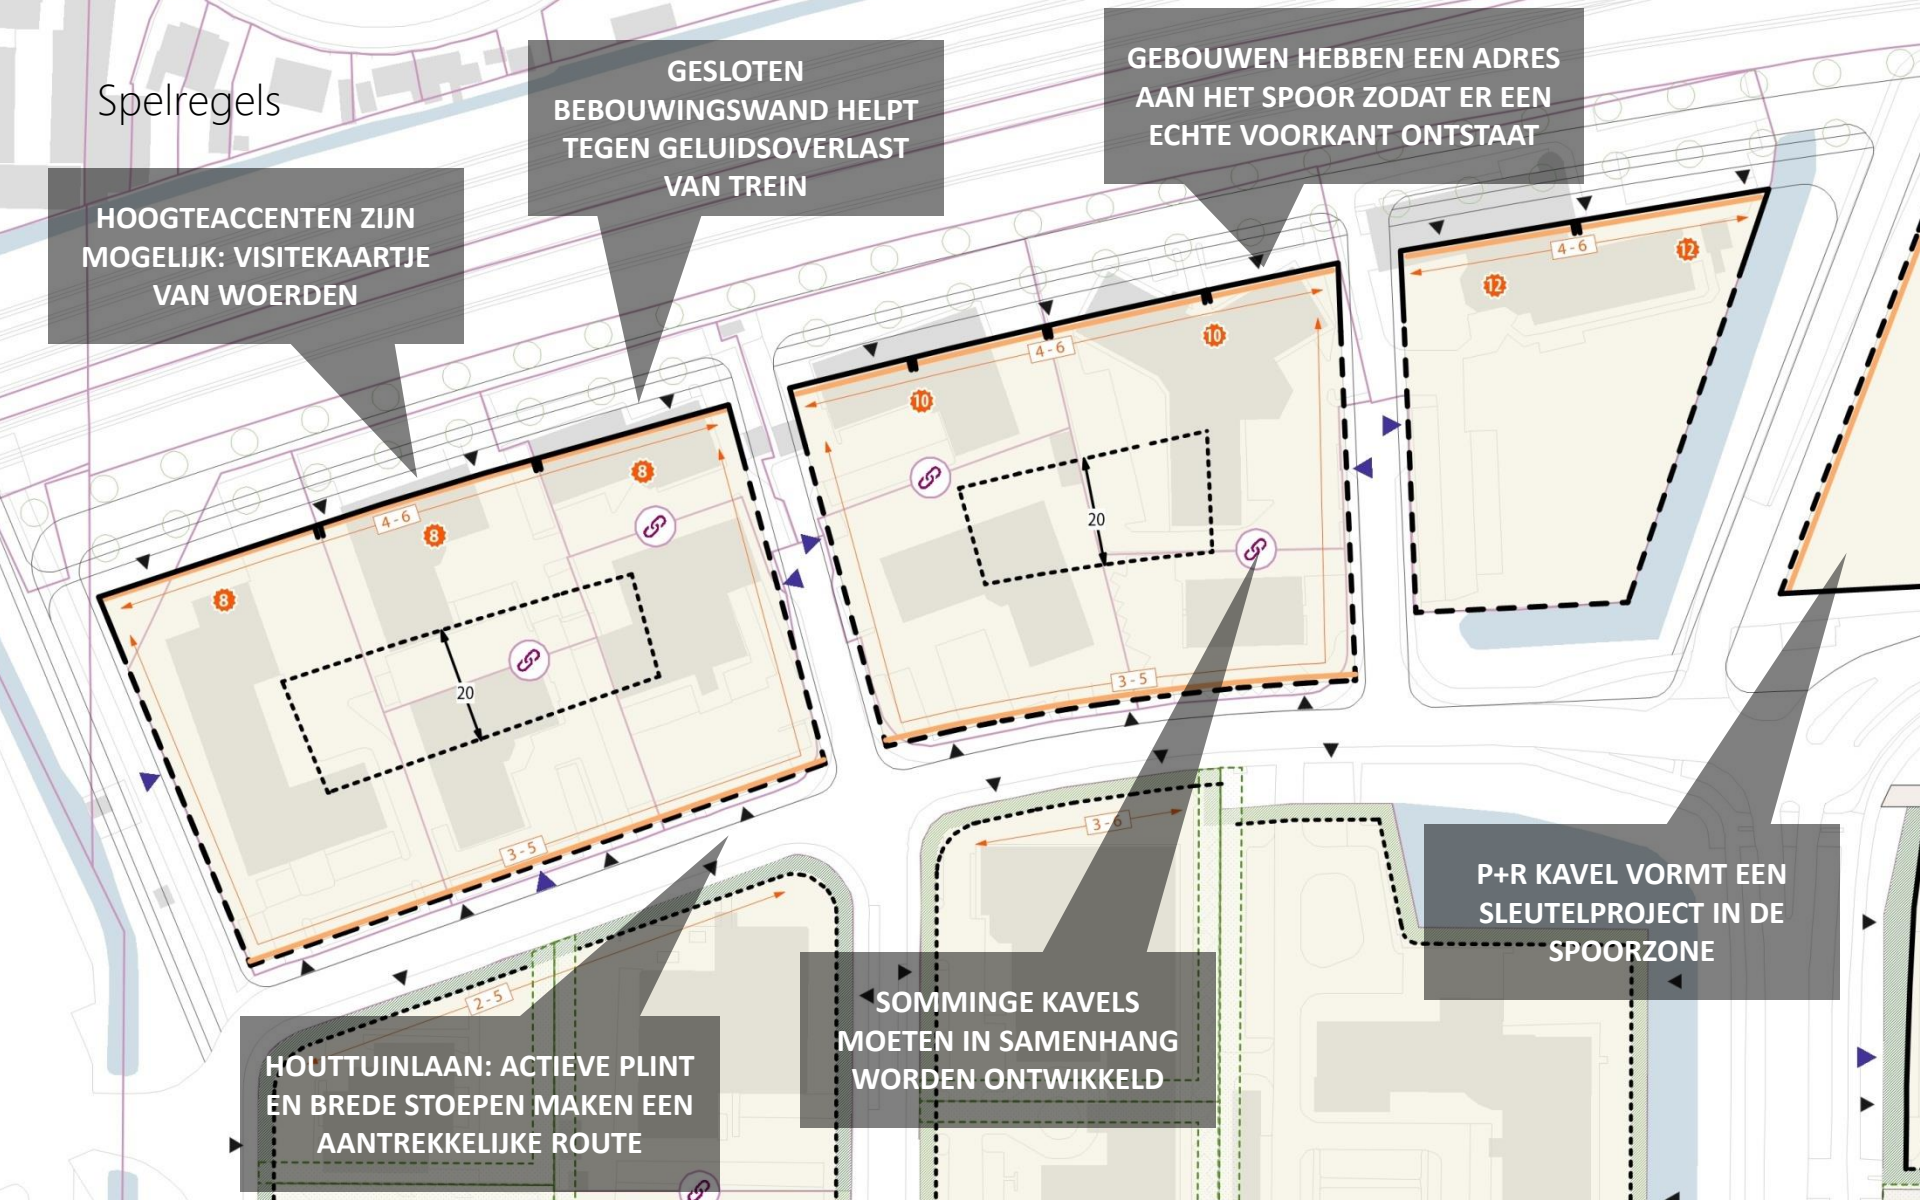 Spelregels
GESLOTEN
BEBOUWINGSWAND HELPT
TEGEN GELUIDSOVERLAST
VAN TREIN
GEBOUWEN HEBBEN EEN ADRES
AAN HET SPOOR ZODAT ER EEN
ECHTE VOORKANT ONTSTAAT
HOOGTEACCENTEN ZIJN
MOGELIJK: VISITEKAARTJE
VAN WOERDEN
4-6
12
12
4-6
10
10
4-6
8
8
8
20
20
3-5
3-5
3-6
2-5
P+R KAVEL VORMT EEN
SLEUTELPROJECT IN DE
SPOORZONE
SOMMINGE KAVELS
MOETEN IN SAMENHANG
WORDEN ONTWIKKELD
HOUTTUINLAAN: ACTIEVE PLINT
EN BREDE STOEPEN MAKEN EEN
AANTREKKELIJKE ROUTE